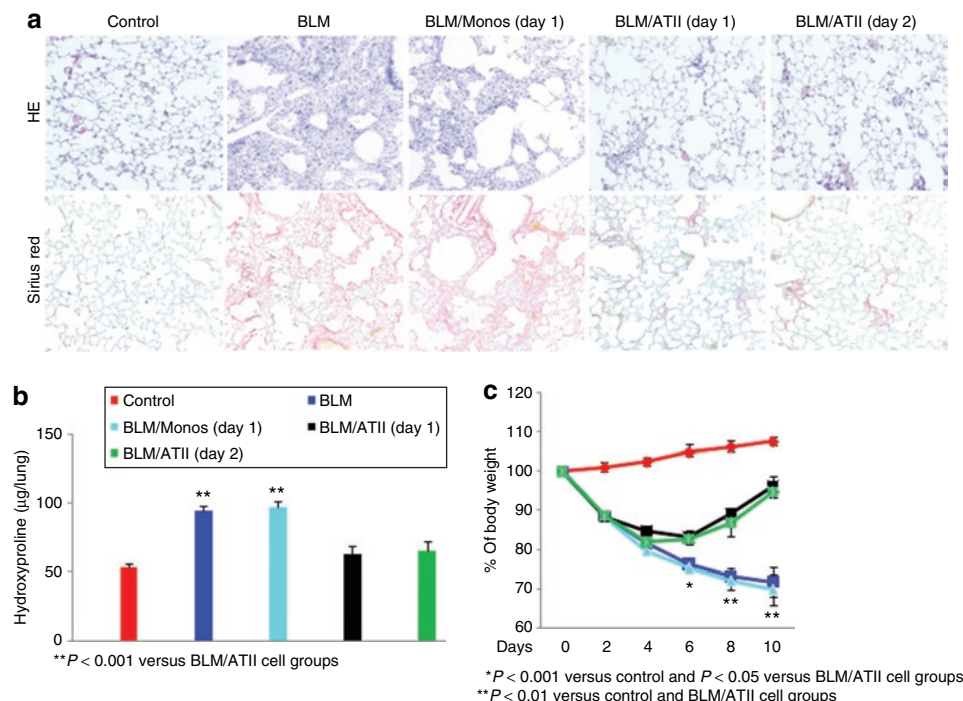 a
Control
BLM
BLM/Monos (day 1)
BLM/ATII (day 1)
BLM/ATII (day 2)
HE
Sirius red
b
Control
BLM
BLM/Monos (day 1)
BLM/ATII (day 1)
BLM/ATII (day 2)
Hydroxyproline (µg/lung)
150
100
50
0
**
**
**P < 0.001 versus BLM/ATII cell groups
c
% Of body weight
120
110
100
90
80
70
60
*
**
**
Days 0 2 4 6 8 10
*P < 0.001 versus control and P < 0.05 versus BLM/ATII cell groups
**P < 0.01 versus control and BLM/ATII cell groups